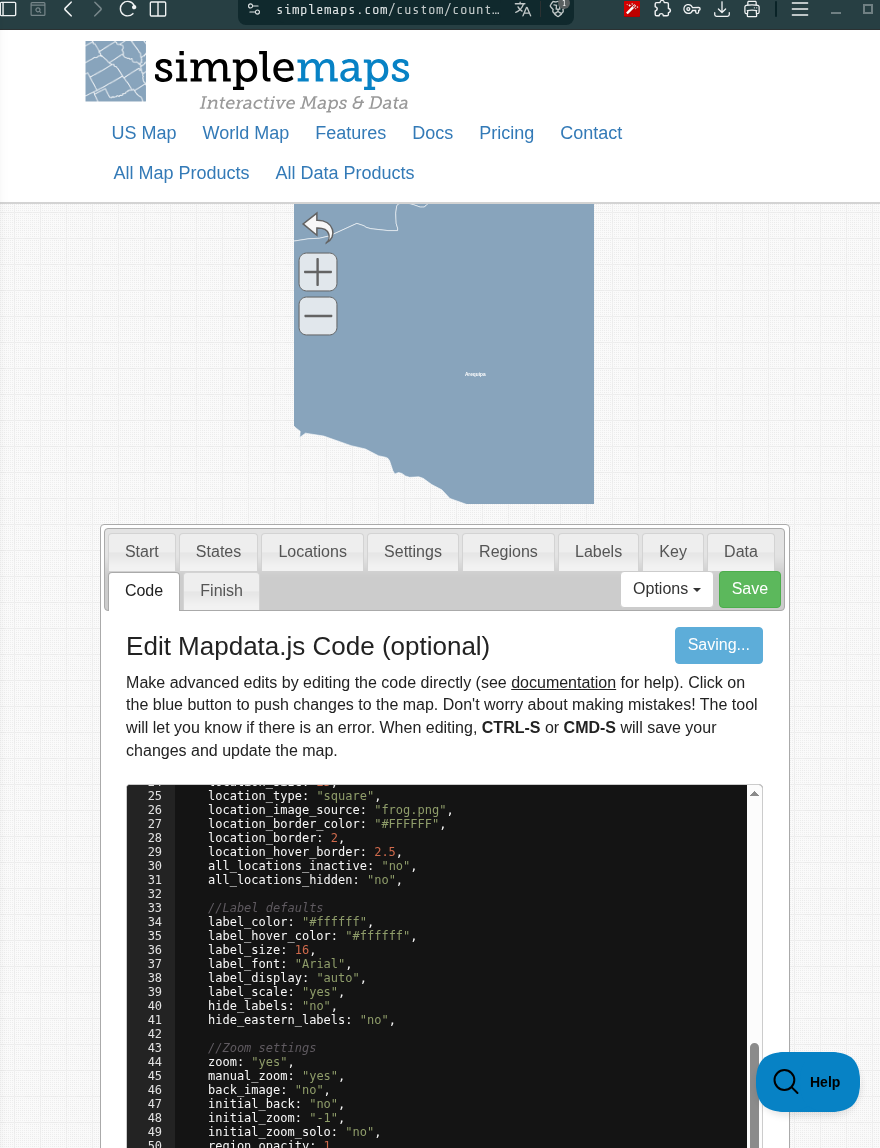 simplemaps.com/custom/count…
simplemaps
Interactive Maps & Data
US Map World Map Features Docs Pricing Contact
All Map Products All Data Products
Arequipa
Start States Locations Settings Regions Labels Key Data
Code Finish Options Save
Edit Mapdata.js Code (optional) Saving...
Make advanced edits by editing the code directly (see documentation for help). Click on
the blue button to push changes to the map. Don't worry about making mistakes! The tool
will let you know if there is an error. When editing, CTRL-S or CMD-S will save your
changes and update the map.
25 location_type: "square",
26 location_image_source: "frog.png",
27 location_border_color: "#FFFFFF",
28 location_border: 2,
29 location_hover_border: 2.5,
30 all_locations_inactive: "no",
31 all_locations_hidden: "no",
32
33 //Label defaults
34 label_color: "#ffffff",
35 label_hover_color: "#ffffff",
36 label_size: 16,
37 label_font: "Arial",
38 label_display: "auto",
39 label_scale: "yes",
40 hide_labels: "no",
41 hide_eastern_labels: "no",
42
43 //Zoom settings
44 zoom: "yes",
45 manual_zoom: "yes",
46 back_image: "no",
47 initial_back: "no",
48 initial_zoom: "-1",
49 initial_zoom_solo: "no",
50 region_opacity: 1,
Help